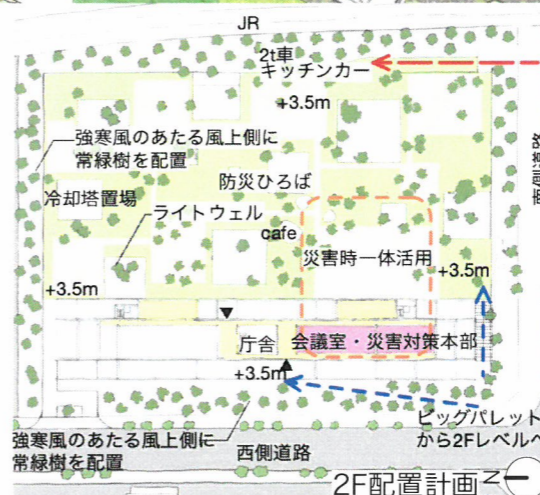 JR
2t車
キッチンカー
+3.5m
強寒風のあたる風上側に
常緑樹を配置
防災ひろば
冷却塔置場
ライトウェル
cafe
災害時一体活用
+3.5m
+3.5m
庁舎
会議室・災害対策本部
+3.5m
ビッグパレット
から2Fレベルへ
強寒風のあたる風上側に
常緑樹を配置
西側道路
2F配置計画
N